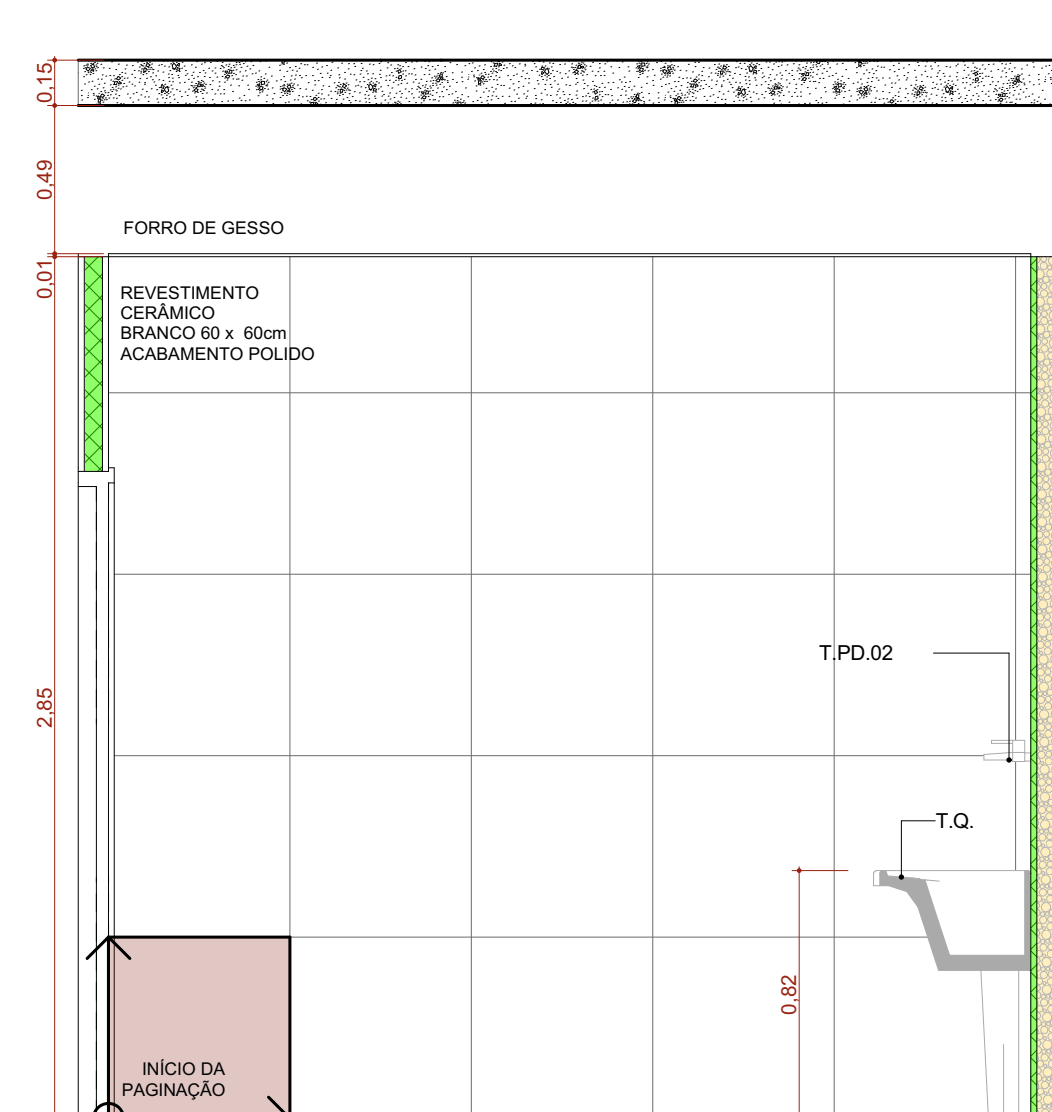 0,15
0,49
FORRO DE GESSO
0,01
REVESTIMENTO
CERÂMICO
BRANCO 60 x 60cm
ACABAMENTO POLIDO
T.PD.02
2,85
T.Q.
0,82
INÍCIO DA
PAGINAÇÃO